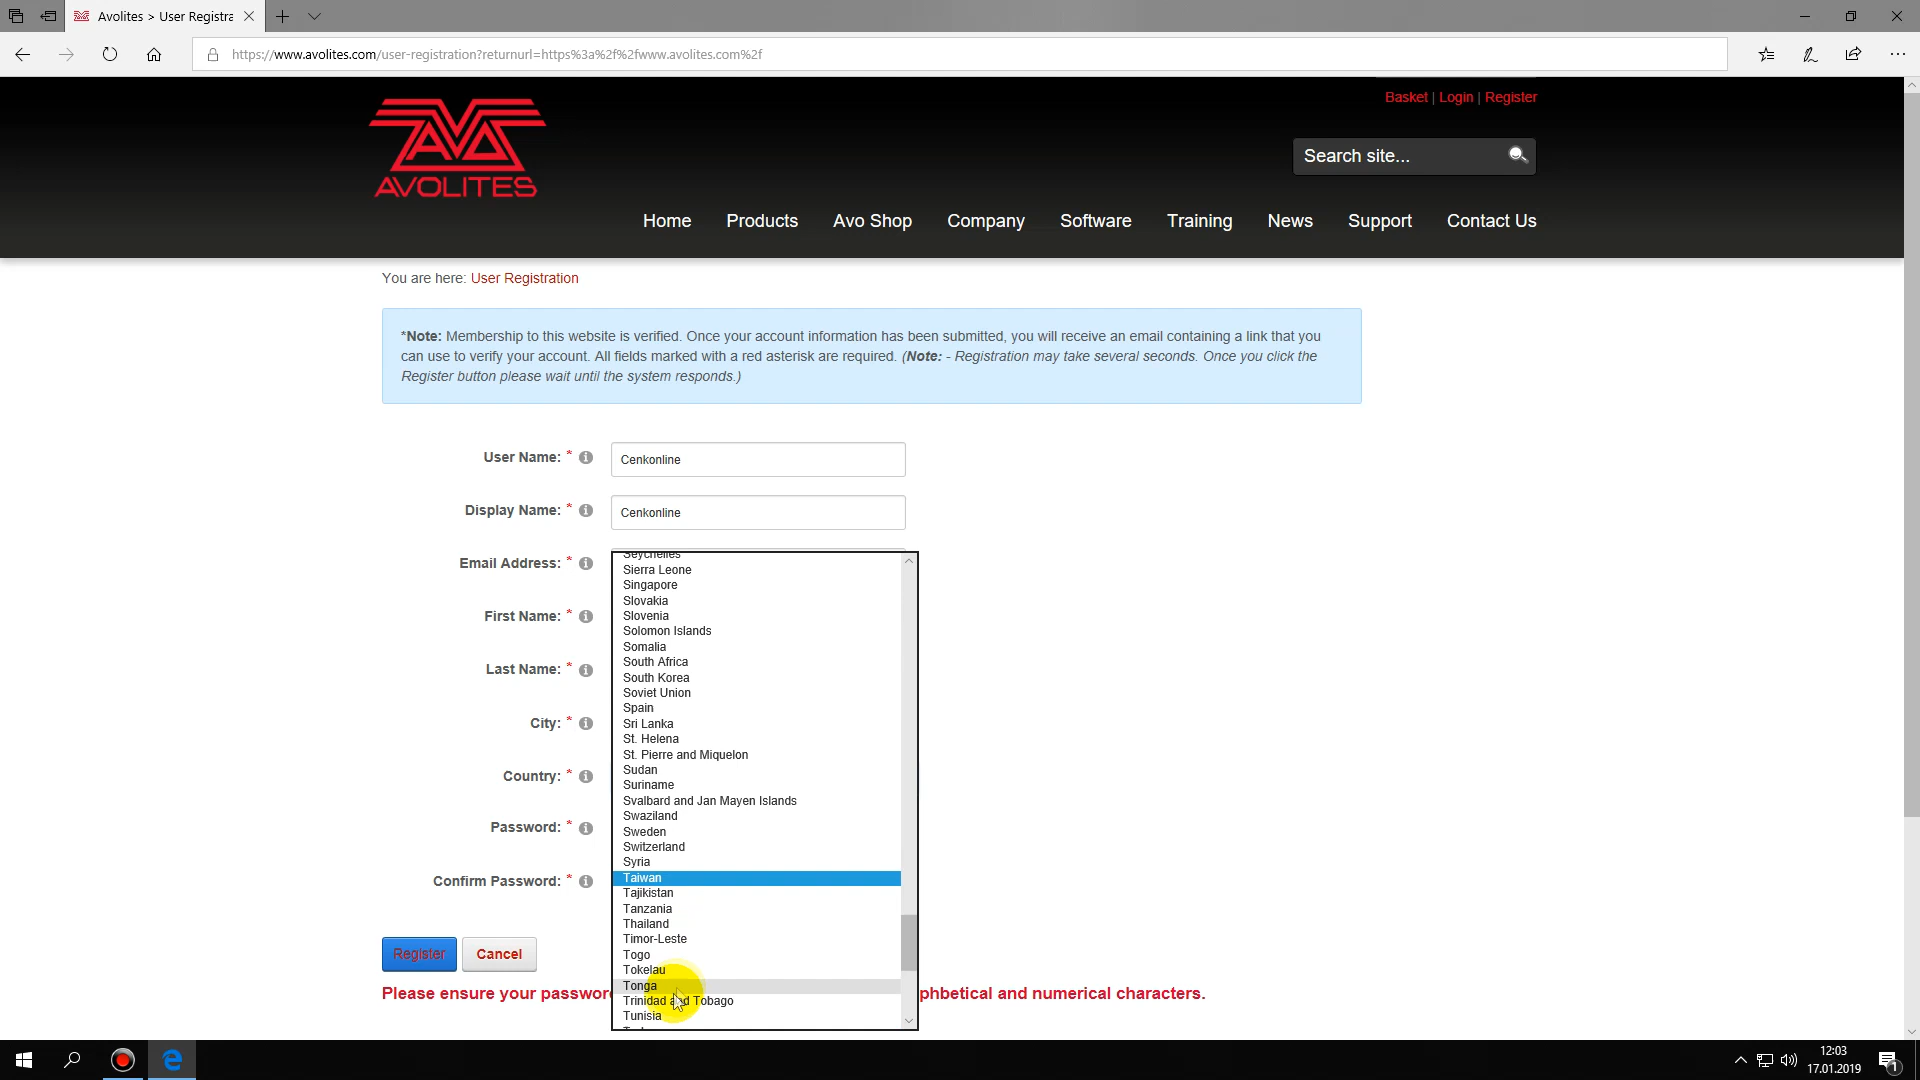 Avolites > User Registra
https://www.avolites.com/user-registration?returnurl=https%3a%2f%2fwww.avolites.com%2f
Basket | Login | Register
AVOLITES
Search site...
Home Products Avo Shop Company Software Training News Support Contact Us
You are here: User Registration
*Note: Membership to this website is verified. Once your account information has been submitted, you will receive an email containing a link that you
can use to verify your account. All fields marked with a red asterisk are required. (Note: - Registration may take several seconds. Once you click the
Register button please wait until the system responds.)
User Name: * Cenkonline
Display Name: * Cenkonline
Email Address: *
First Name: *
Last Name: *
City: *
Country: *
Password: *
Confirm Password: *
Seychelles
Sierra Leone
Singapore
Slovakia
Slovenia
Solomon Islands
Somalia
South Africa
South Korea
Soviet Union
Spain
Sri Lanka
St. Helena
St. Pierre and Miquelon
Sudan
Suriname
Svalbard and Jan Mayen Islands
Swaziland
Sweden
Switzerland
Syria
Taiwan
Tajikistan
Tanzania
Thailand
Timor-Leste
Togo
Tokelau
Tonga
Trinidad and Tobago
Tunisia
Register Cancel
Please ensure your passwor phbetical and numerical characters.
12:03
17.01.2019
1